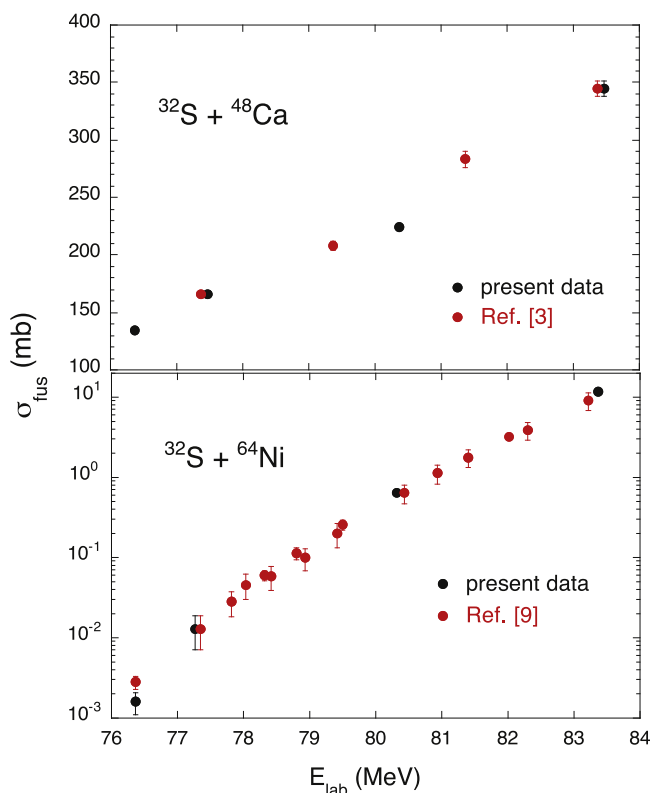 400
350
300
250
200
150
100
³²S + ⁴⁸Ca
present data
Ref. [3]
σ_fus (mb)
10¹
10⁰
10⁻¹
10⁻²
10⁻³
³²S + ⁶⁴Ni
present data
Ref. [9]
76 77 78 79 80 81 82 83 84
E_lab (MeV)